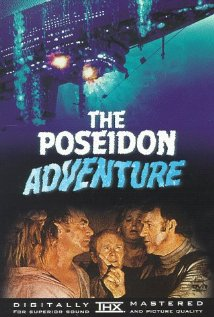 THE
POSEIDON
ADVENTURE
DIGITALLY THX MASTERED
FOR SUPERIOR SOUND AND PICTURE QUALITY